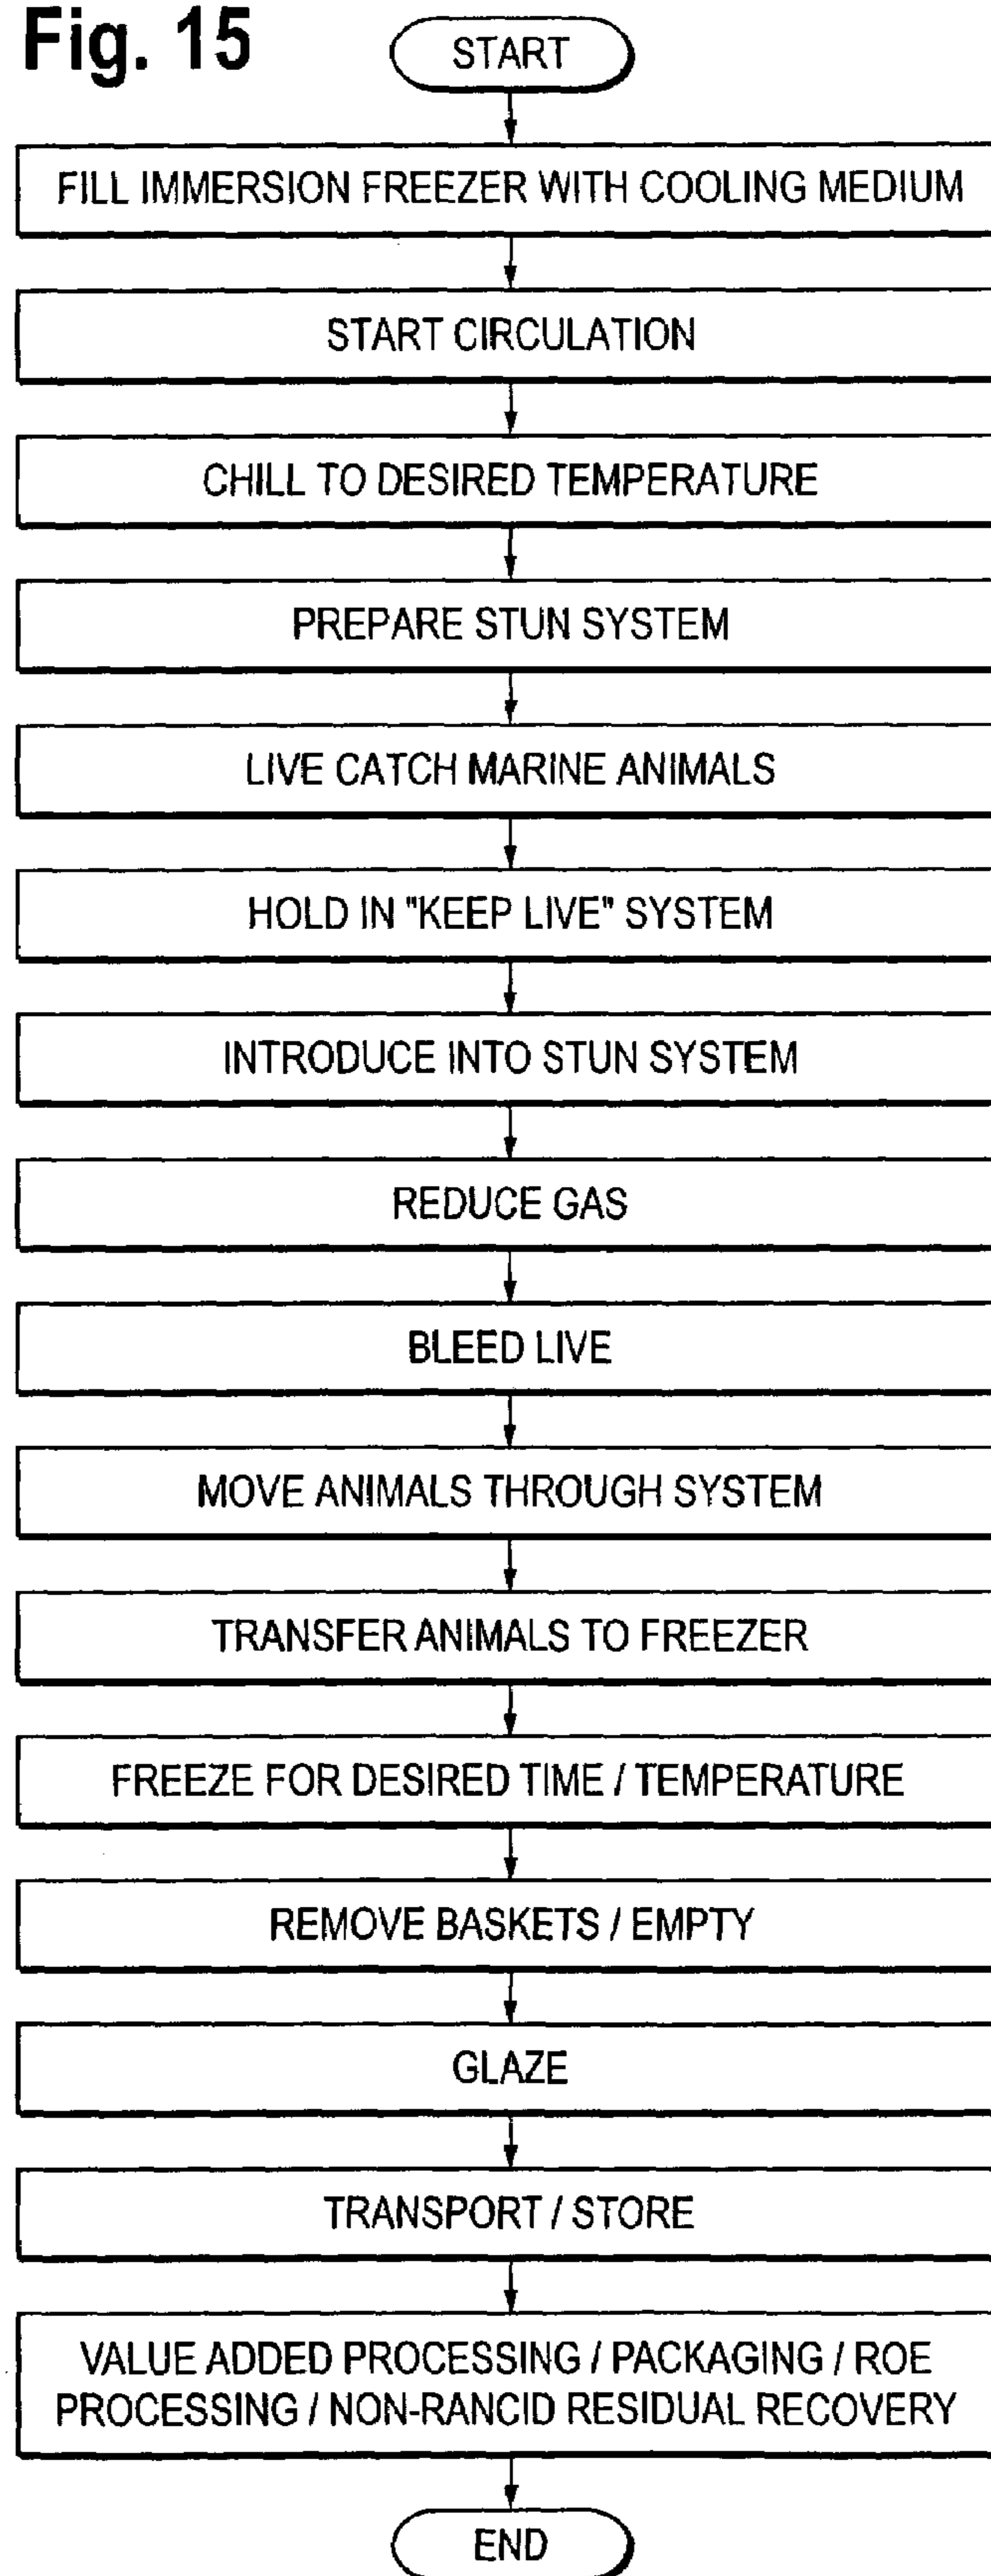 Fig. 15
START
FILL IMMERSION FREEZER WITH COOLING MEDIUM
START CIRCULATION
CHILL TO DESIRED TEMPERATURE
PREPARE STUN SYSTEM
LIVE CATCH MARINE ANIMALS
HOLD IN "KEEP LIVE" SYSTEM
INTRODUCE INTO STUN SYSTEM
REDUCE GAS
BLEED LIVE
MOVE ANIMALS THROUGH SYSTEM
TRANSFER ANIMALS TO FREEZER
FREEZE FOR DESIRED TIME / TEMPERATURE
REMOVE BASKETS / EMPTY
GLAZE
TRANSPORT / STORE
VALUE ADDED PROCESSING / PACKAGING / ROE
PROCESSING / NON-RANCID RESIDUAL RECOVERY
END